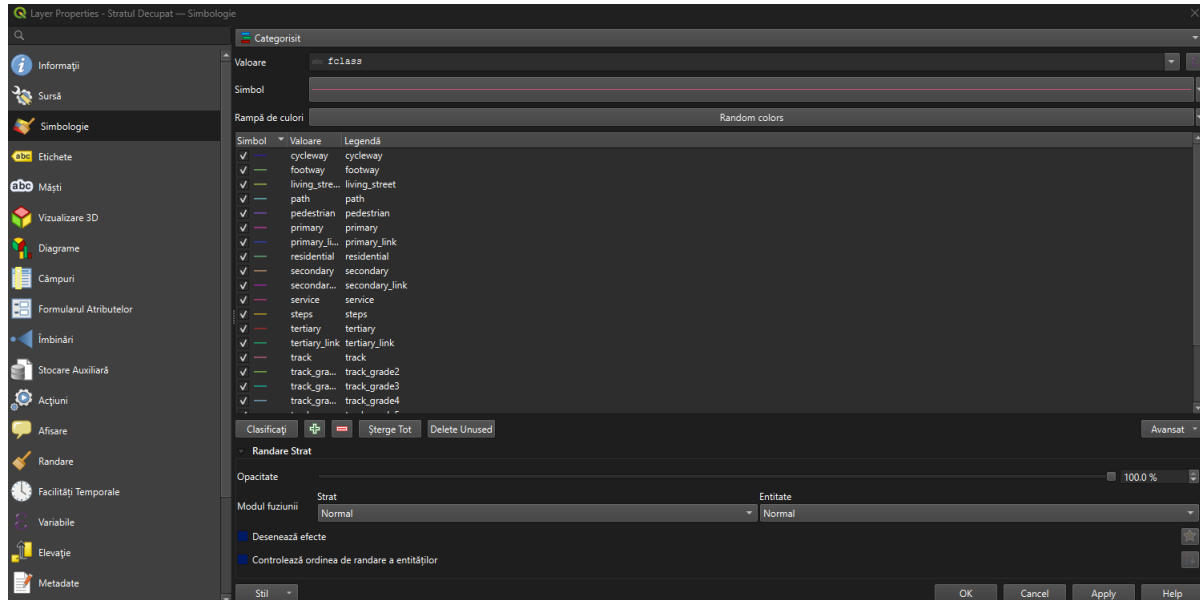 Layer Properties - Stratul Decupat — Simbologie
Informații
Sursă
Simbologie
abc Etichete
abc Măști
Vizualizare 3D
Diagrame
Câmpuri
Formularul Atributelor
Îmbinări
Stocare Auxiliară
Acțiuni
Afisare
Randare
Facilități Temporale
Variabile
Elevație
Metadate
Categorisit
Valoare abc fclass
Simbol
Rampă de culori Random colors
Simbol Valoare Legendă
cycleway cycleway
footway footway
living_stre... living_street
path path
pedestrian pedestrian
primary primary
primary_li... primary_link
residential residential
secondary secondary
secondar... secondary_link
service service
steps steps
tertiary tertiary
tertiary_link tertiary_link
track track
track_gra... track_grade2
track_gra... track_grade3
track_gra... track_grade4
Clasificați Șterge Tot Delete Unused Avansat
Randare Strat
Opacitate 100.0 %
Strat Entitate
Modul fuziunii Normal Normal
Desenează efecte
Controlează ordinea de randare a entităților
Stil OK Cancel Apply Help